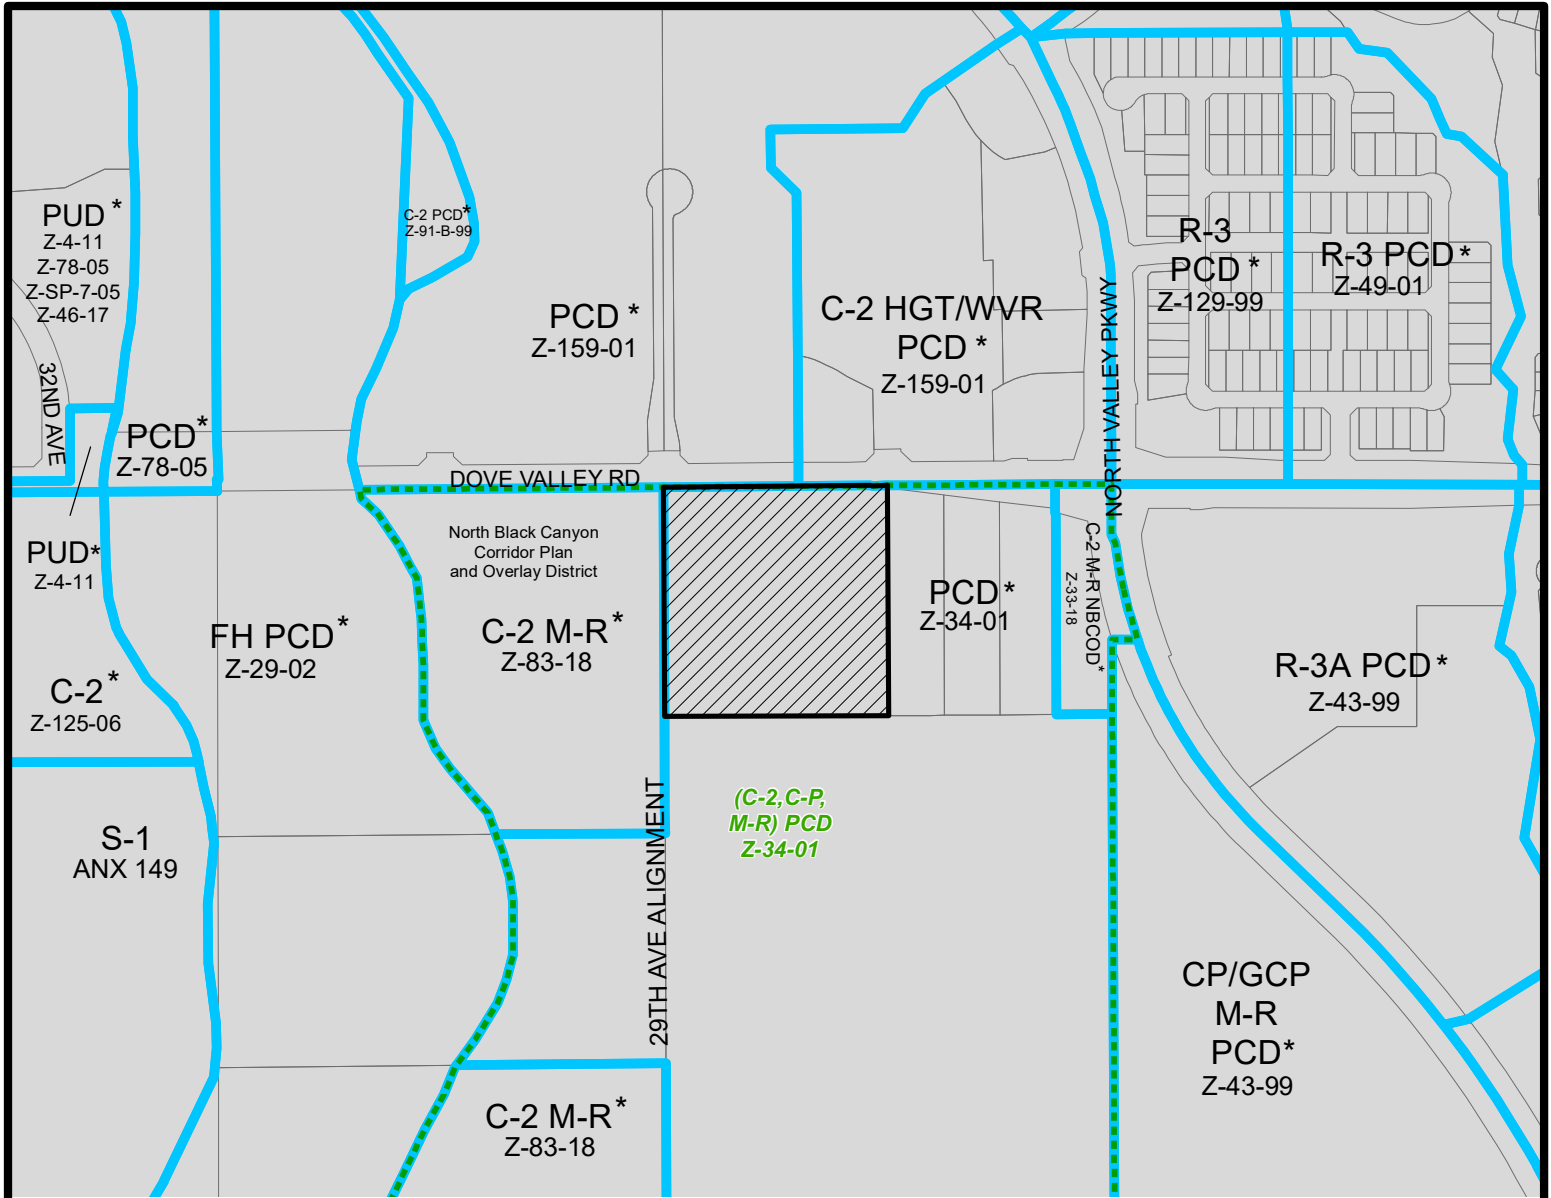 PUD *
Z-4-11
Z-78-05
Z-SP-7-05
Z-46-17
32ND AVE
PCD*
Z-78-05
C-2 PCD*
Z-91-B-99
PCD *
Z-159-01
C-2 HGT/WVR
PCD *
Z-159-01
NORTH VALLEY PKWY
R-3
PCD *
Z-129-99
R-3 PCD*
Z-49-01
DOVE VALLEY RD
North Black Canyon
Corridor Plan
and Overlay District
PUD*
Z-4-11
FH PCD*
Z-29-02
C-2 M-R*
Z-83-18
PCD*
Z-34-01
C-2 M-R NBCOD*
Z-33-18
R-3A PCD*
Z-43-99
C-2*
Z-125-06
S-1
ANX 149
29TH AVE ALIGNMENT
(C-2,C-P,
M-R) PCD
Z-34-01
CP/GCP
M-R
PCD*
Z-43-99
C-2 M-R*
Z-83-18